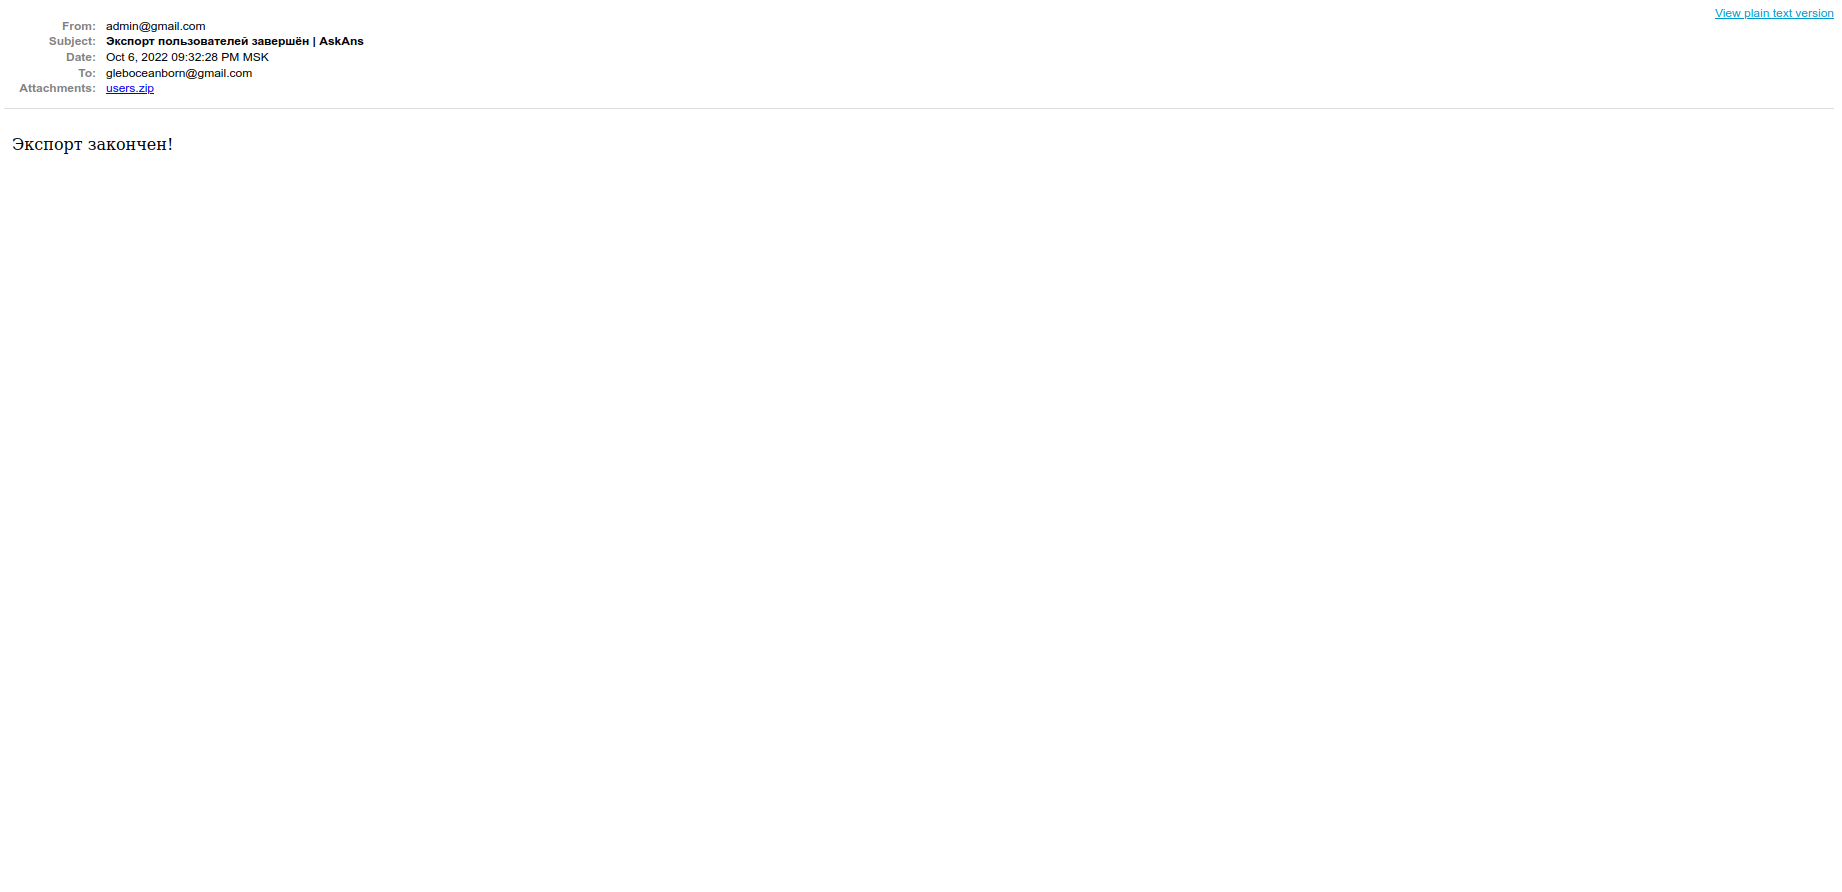 View plain text version
From: admin@gmail.com
Subject: Экспорт пользователей завершён | AskAns
Date: Oct 6, 2022 09:32:28 PM MSK
To: gleboceanborn@gmail.com
Attachments: users.zip
Экспорт закончен!